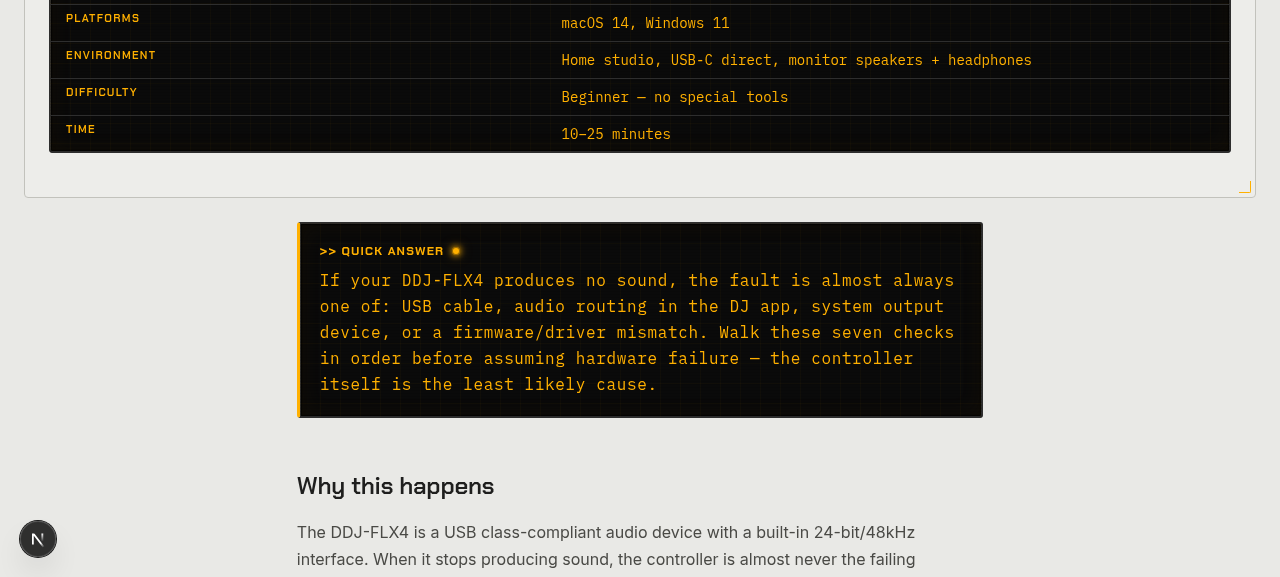 PLATFORMS
macOS 14, Windows 11
ENVIRONMENT
Home studio, USB-C direct, monitor speakers + headphones
DIFFICULTY
Beginner — no special tools
TIME
10–25 minutes
>> QUICK ANSWER
If your DDJ-FLX4 produces no sound, the fault is almost always
one of: USB cable, audio routing in the DJ app, system output
device, or a firmware/driver mismatch. Walk these seven checks
in order before assuming hardware failure — the controller
itself is the least likely cause.
Why this happens
The DDJ-FLX4 is a USB class-compliant audio device with a built-in 24-bit/48kHz
interface. When it stops producing sound, the controller is almost never the failing
N